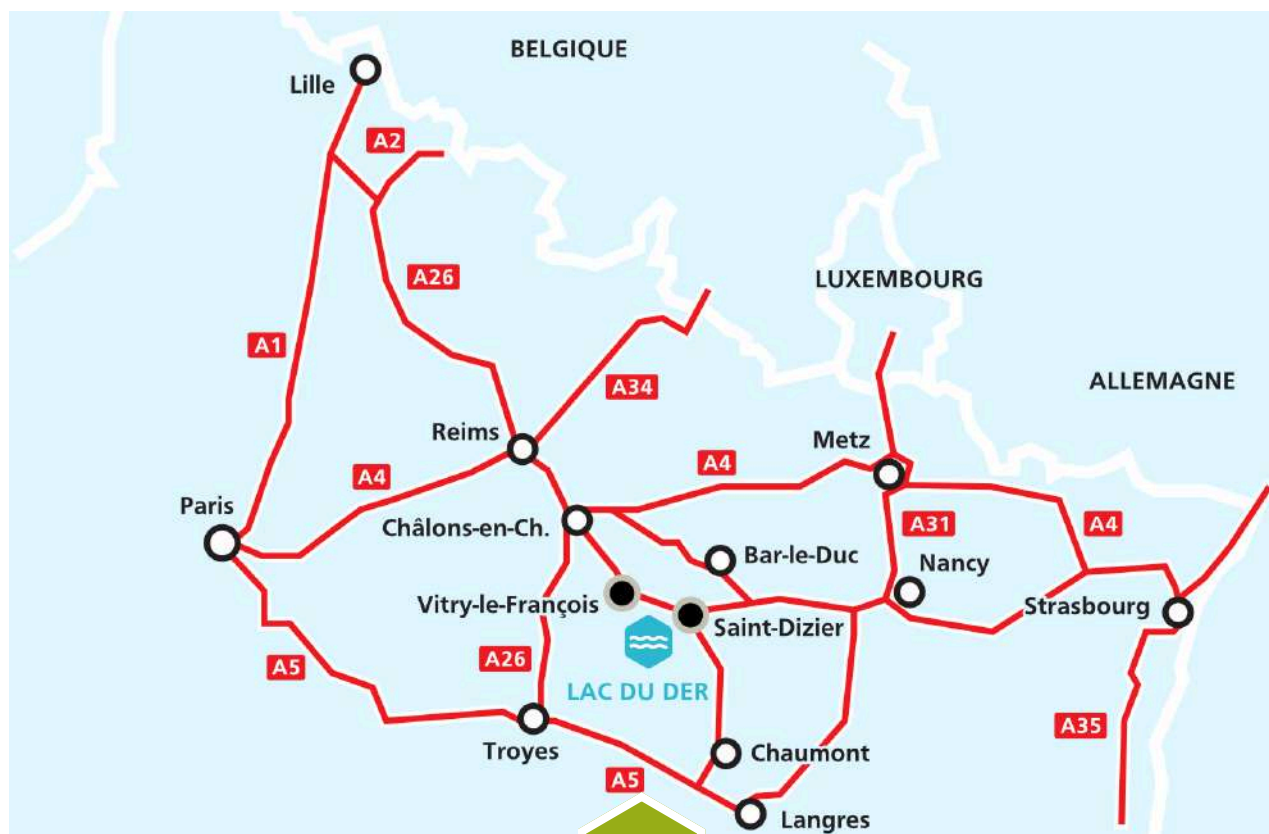 BELGIQUE
Lille
A2
A26
LUXEMBOURG
A1
A34
ALLEMAGNE
Reims
Metz
A4
A4
Paris
Châlons-en-Ch.
A31
A4
Bar-le-Duc
Nancy
Vitry-le-François
Strasbourg
Saint-Dizier
A26
A5
LAC DU DER
A35
Troyes
Chaumont
A5
Langres